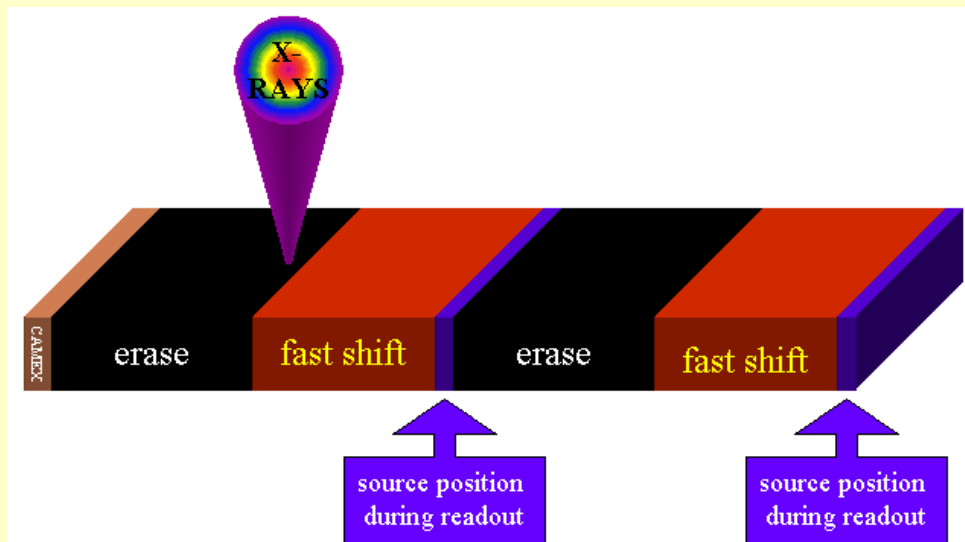 X-
RAYS
CAMEX
erase
fast shift
erase
fast shift
source position
during readout
source position
during readout